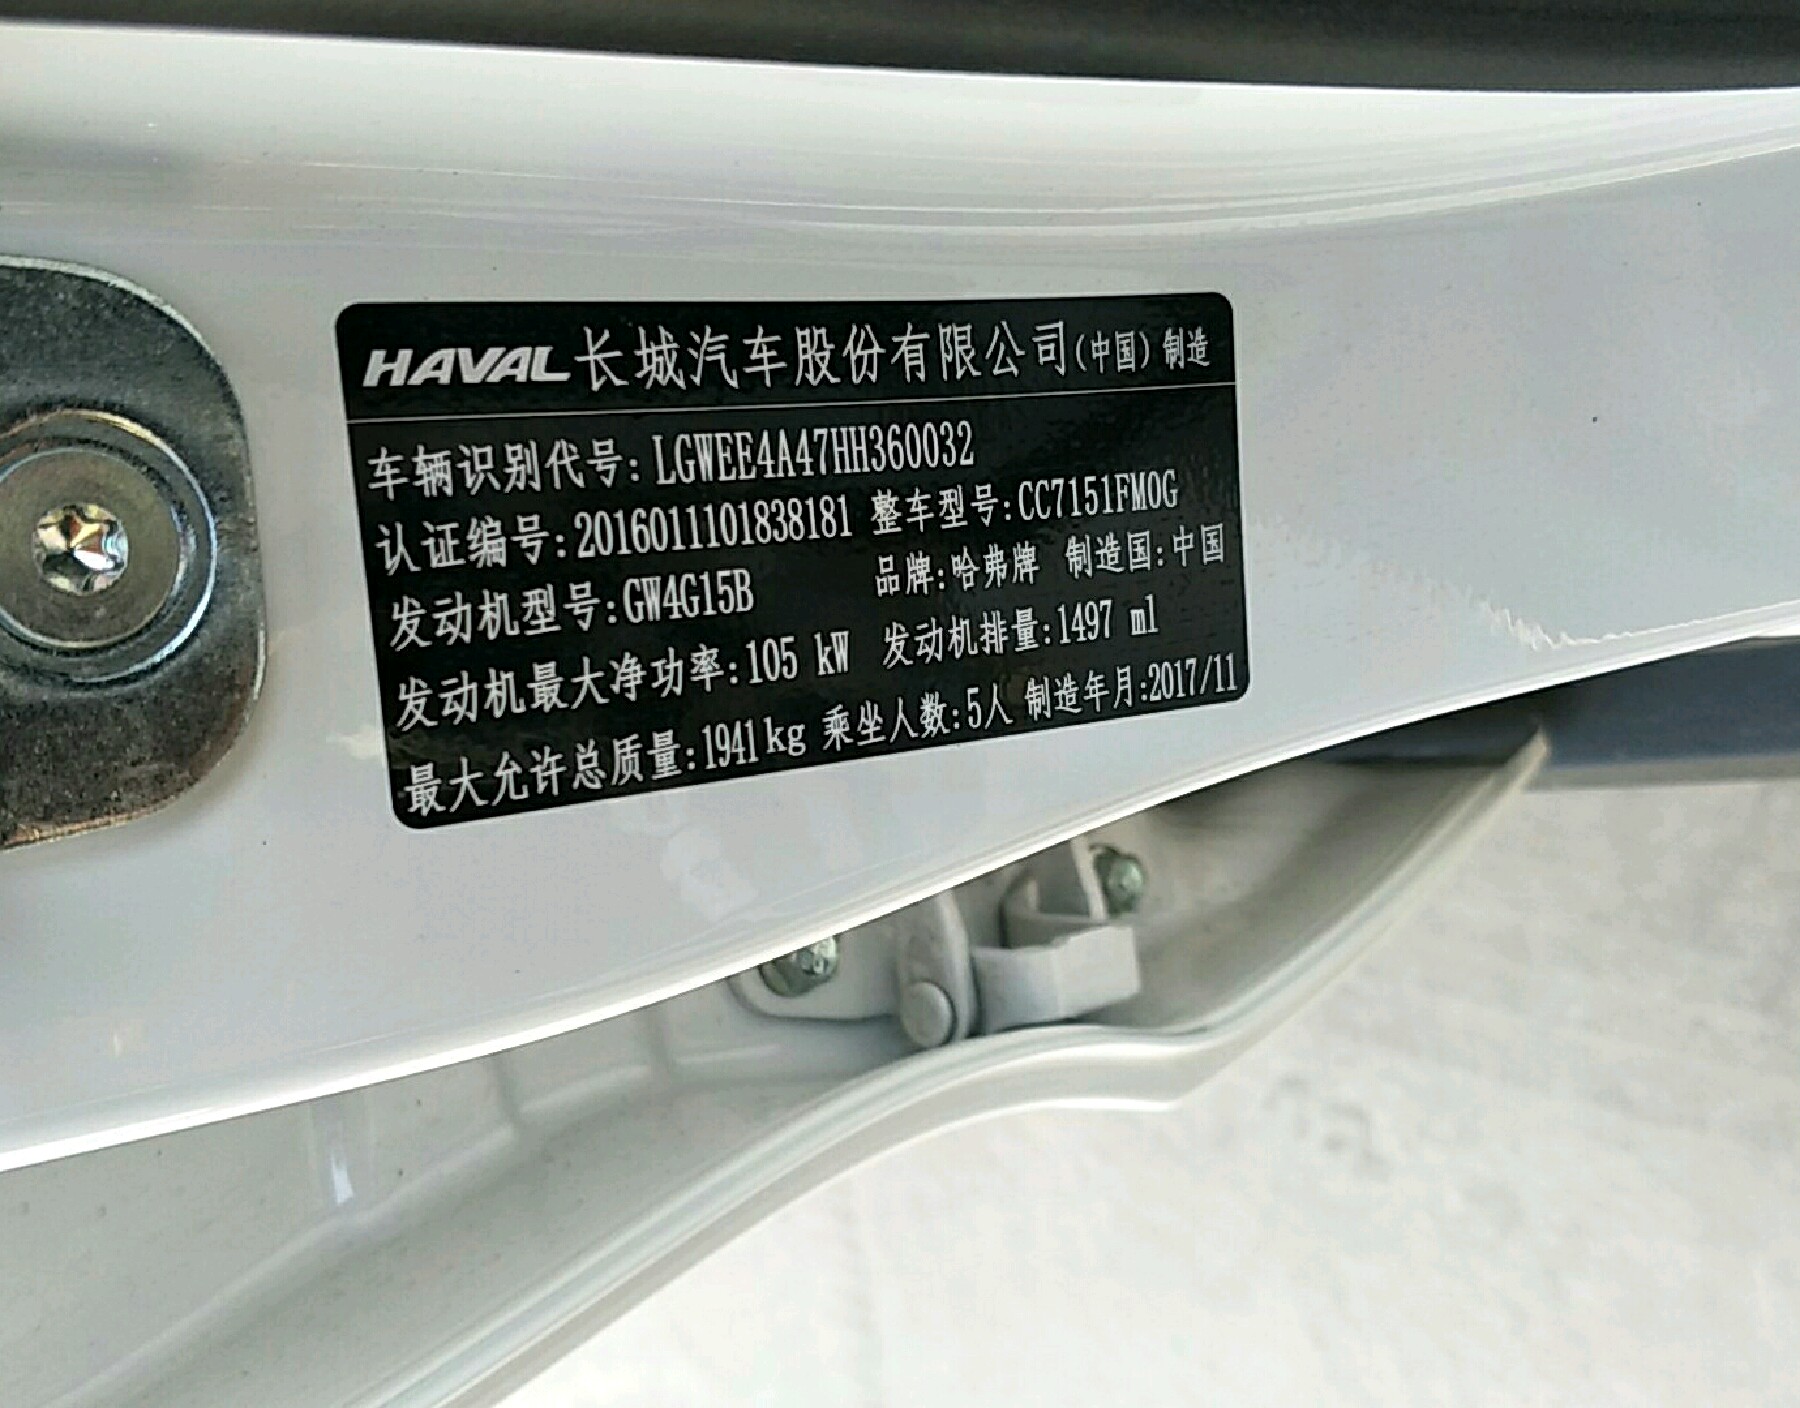 HAVAL长城汽车股份有限公司(中国)制造
车辆识别代号:LGWEE4A47HH360032
认证编号:2016011101838181 整车型号:CC7151FM0G
发动机型号:GW4G15B 品牌:哈弗牌 制造国:中国
发动机最大净功率:105 kW 发动机排量:1497 ml
最大允许总质量:1941kg 乘坐人数:5人 制造年月:2017/11